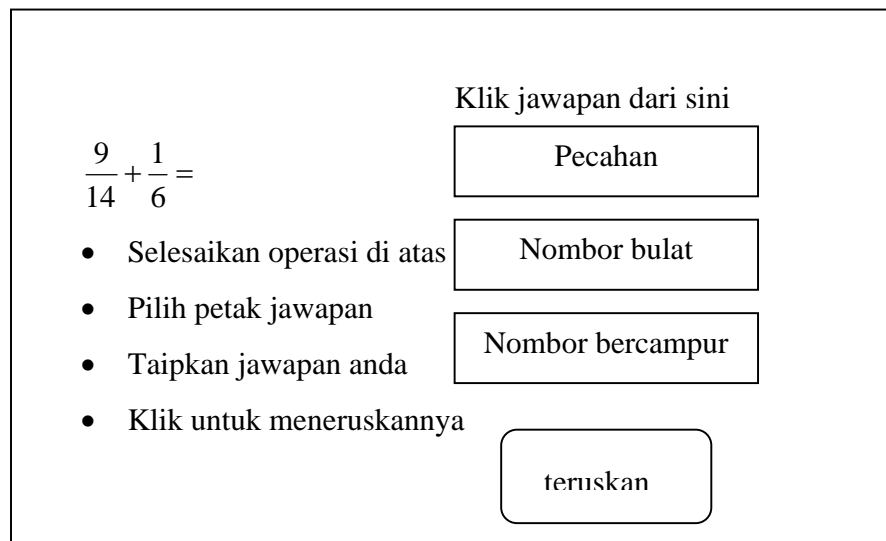 Klik jawapan dari sini
9/14 + 1/6 =
Pecahan
• Selesaikan operasi di atas
Nombor bulat
• Pilih petak jawapan
Nombor bercampur
• Taipkan jawapan anda
• Klik untuk meneruskannya
teruskan